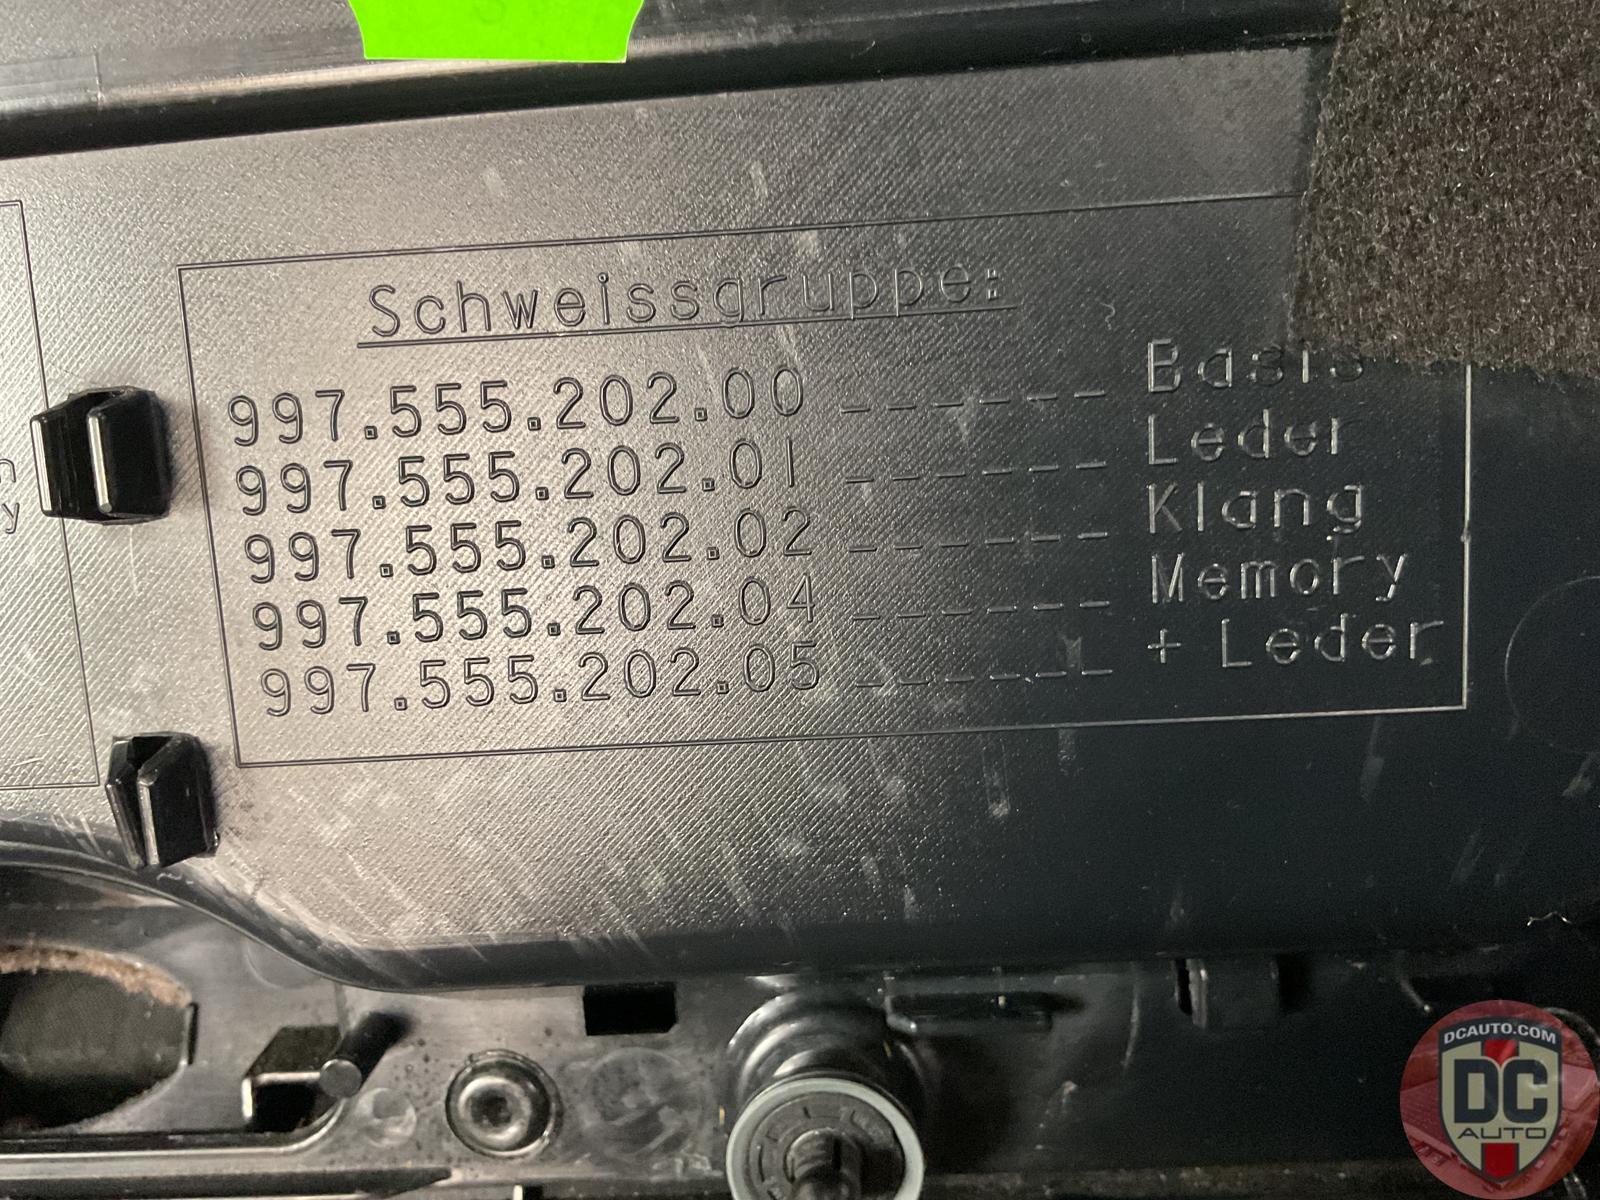 Schweissgruppe:
997.555.202.00 ______ Basis
997.555.202.01 ______ Leder
997.555.202.02 ______ Klang
997.555.202.04 ______ Memory
997.555.202.05 ______ + Leder
n
y
DCAUTO.COM
DC
AUTO